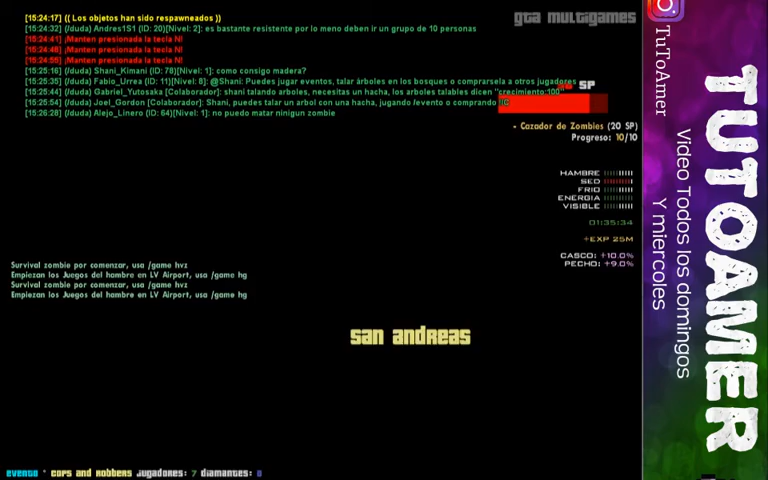 [15:24:17] (( Los objetos han sido respawneados ))
[15:24:32] (/duda) Andres1S1 (ID: 20)[Nivel: 2]: es bastante resistente por lo meno deben ir un grupo de 10 personas
[15:24:41] ¡Manten presionada la tecla N!
[15:24:48] ¡Manten presionada la tecla N!
[15:24:55] ¡Manten presionada la tecla N!
[15:25:16] (/duda) Shani_Kimani (ID: 78)[Nivel: 1]: como consigo madera?
[15:25:35] (/duda) Fabio_Urrea (ID: 11)[Nivel: 8]: @Shani: Puedes jugar eventos, talar árboles en los bosques o comprarsela a otros jugadores
[15:25:44] (/duda) Gabriel_Yutosaka [Colaborador]: shani talando arboles, necesitas un hacha, los arboles talables dicen "crecimiento:100"
[15:25:54] (/duda) Joel_Gordon [Colaborador]: Shani, puedes talar un arbol con una hacha, jugando /evento o comprando
[15:26:28] (/duda) Alejo_Linero (ID: 64)[Nivel: 1]: no puedo matar ninigun zombie
gta multigames
SP
- Cazador de Zombies (20 SP)
Progreso: 10/10
HAMBRE
SED
FRIO
ENERGIA
VISIBLE
01:35:34
+EXP 25M
CASCO: +10.0%
PECHO: +9.0%
Survival zombie por comenzar, usa /game hvz
Empiezan los Juegos del hambre en LV Airport, usa /game hg
Survival zombie por comenzar, usa /game hvz
Empiezan los Juegos del hambre en LV Airport, usa /game hg
san andreas
evento * cops and robbers jugadores: 7 diamantes: 0
TuToAmer
TUTOAMER
Video Todos los domingos
Y miercoles